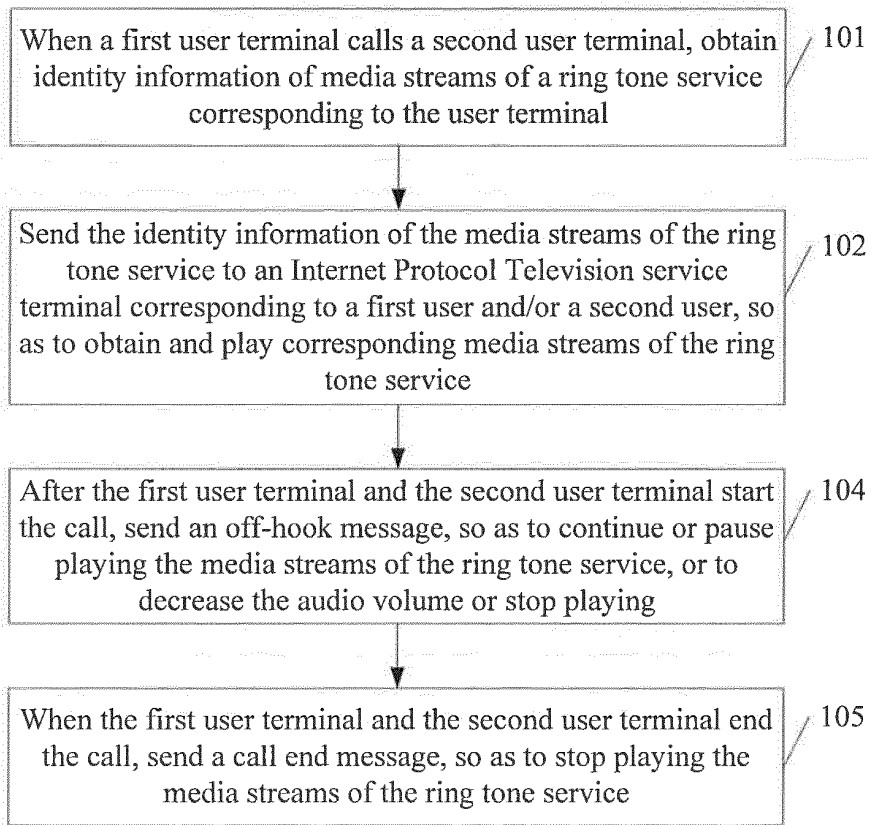 When a first user terminal calls a second user terminal, obtain
identity information of media streams of a ring tone service
corresponding to the user terminal
101
Send the identity information of the media streams of the ring
tone service to an Internet Protocol Television service
terminal corresponding to a first user and/or a second user, so
as to obtain and play corresponding media streams of the ring
tone service
102
After the first user terminal and the second user terminal start
the call, send an off-hook message, so as to continue or pause
playing the media streams of the ring tone service, or to
decrease the audio volume or stop playing
104
When the first user terminal and the second user terminal end
the call, send a call end message, so as to stop playing the
media streams of the ring tone service
105